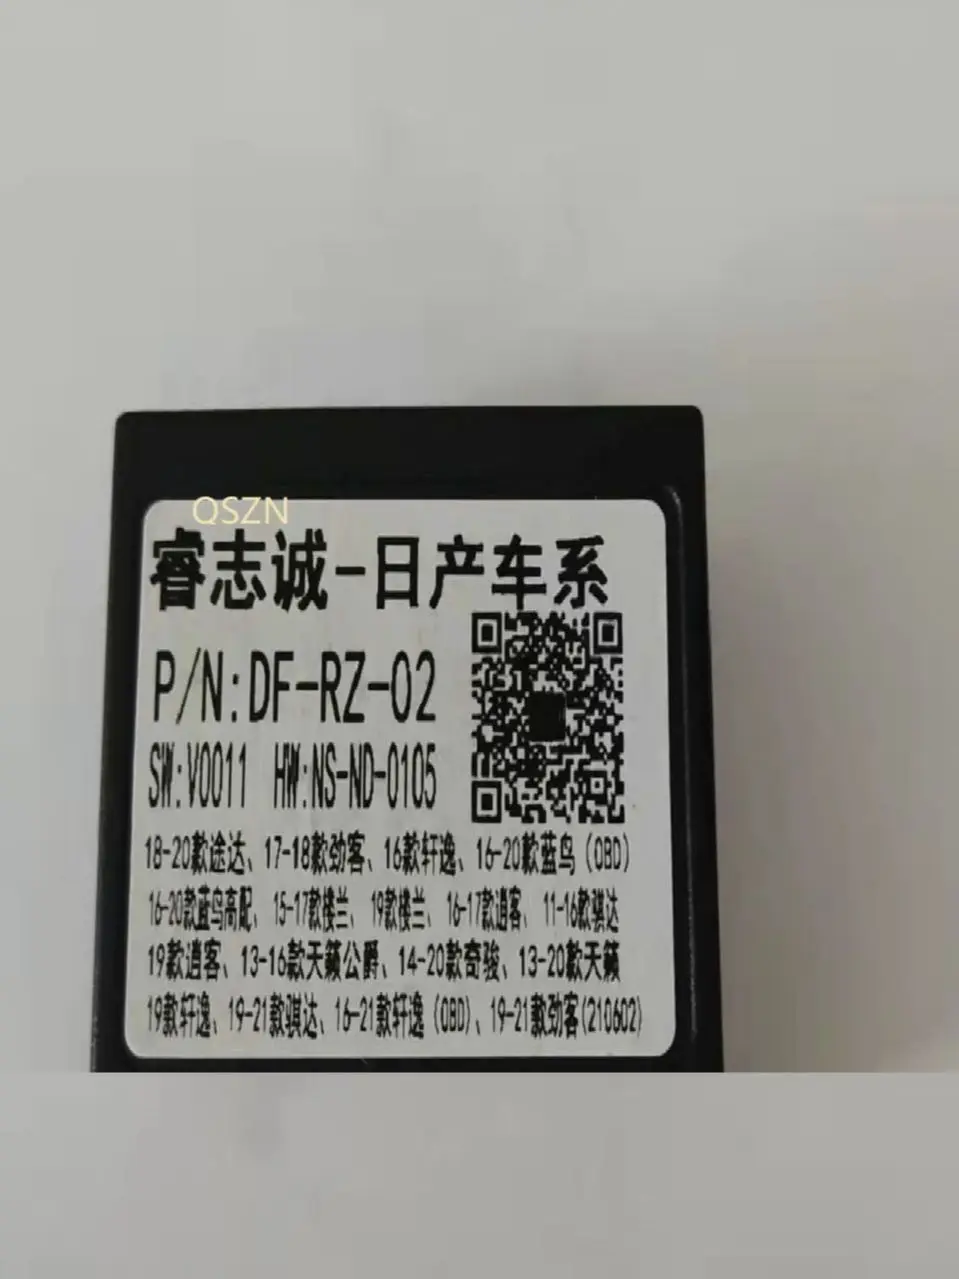 QSZN
睿志诚-日产车系
P/N:DF-RZ-02
SW:V0011 HW:NS-ND-0105
18-20款途达、17-18款劲客、16款轩逸、16-20款蓝鸟(OBD)
16-20款蓝鸟高配、15-17款楼兰、19款楼兰、16-17款逍客、11-16款骐达
19款逍客、13-16款天籁公爵、14-20款奇骏、13-20款天籁
19款轩逸、19-21款骐达、16-21款轩逸(OBD)、19-21款劲客(210602)